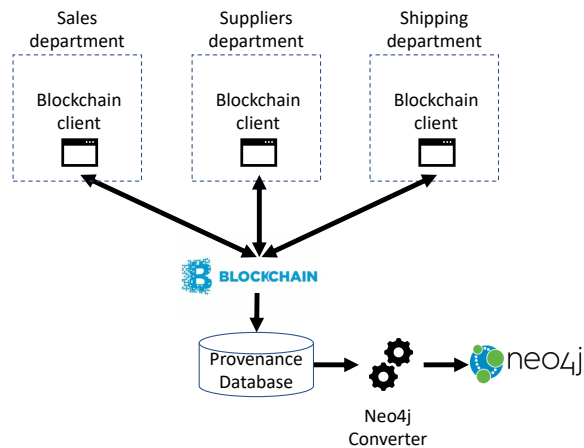 Sales
department
Suppliers
department
Shipping
department
Blockchain
client
Blockchain
client
Blockchain
client
BLOCKCHAIN
Provenance
Database
neo4j
Neo4j
Converter